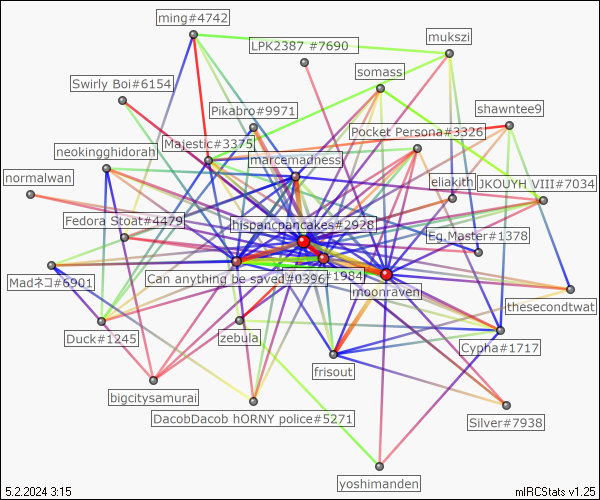 ming#4742
LPK2387 #7690
mukszi
somass
Swirly Boi#6154
Pikabro#9971
shawntee9
Pocket Persona#3326
Majestic#3375
neokingghidorah
marcemadness
normalwan
eliakith
JKOUYH VIII#7034
Fedora Stoat#4479
hispancpancakes#2928
Eg.Master#1378
Madネコ#6901
Can anything be saved#0396
1984
moonraven
thesecondtwat
Duck#1245
zebula
Cypha#1717
frisout
bigcitysamurai
DacobDacob hORNY police#5271
Silver#7938
yoshimanden
5.2.2024 3:15
mIRCStats v1.25